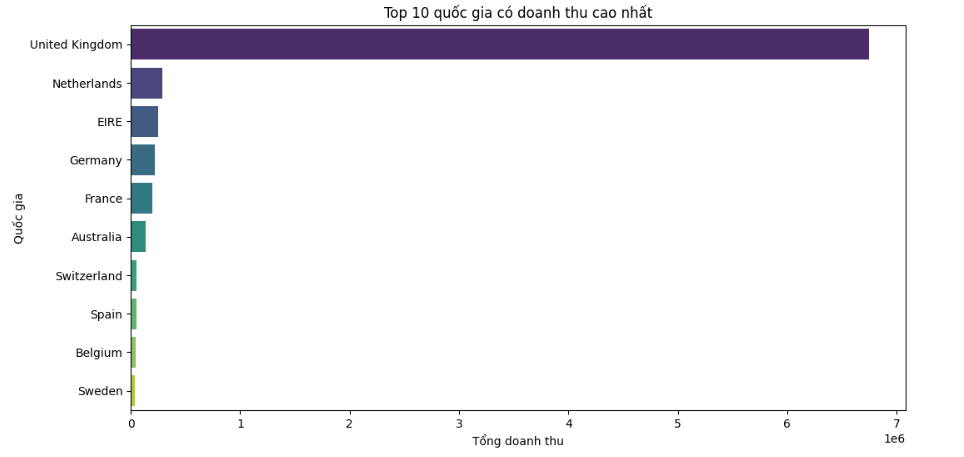 Top 10 quốc gia có doanh thu cao nhất
Quốc gia
United Kingdom
Netherlands
EIRE
Germany
France
Australia
Switzerland
Spain
Belgium
Sweden
0 1 2 3 4 5 6 7
1e6
Tổng doanh thu